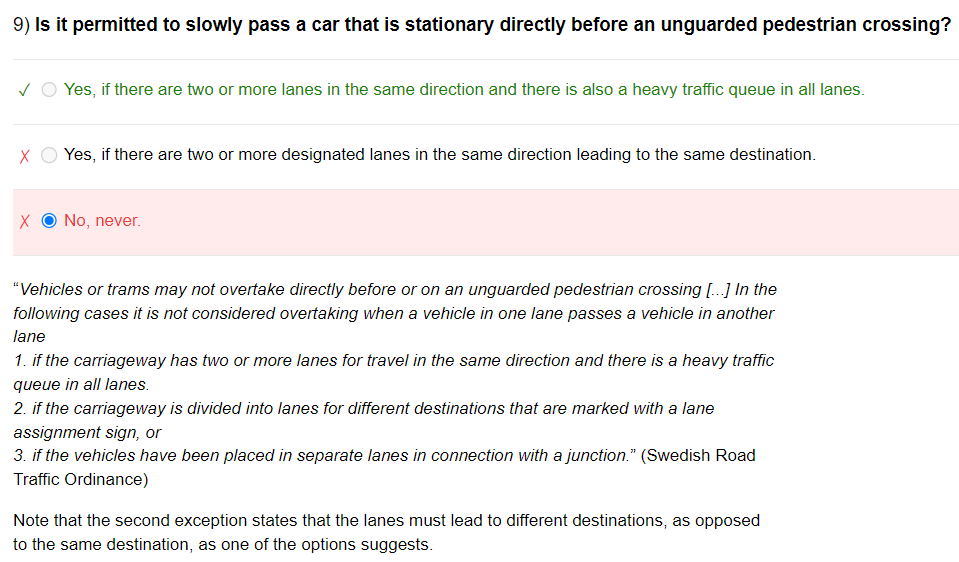 9) Is it permitted to slowly pass a car that is stationary directly before an unguarded pedestrian crossing?
✓ Yes, if there are two or more lanes in the same direction and there is also a heavy traffic queue in all lanes.
X Yes, if there are two or more designated lanes in the same direction leading to the same destination.
X No, never.
“Vehicles or trams may not overtake directly before or on an unguarded pedestrian crossing [...] In the
following cases it is not considered overtaking when a vehicle in one lane passes a vehicle in another
lane
1. if the carriageway has two or more lanes for travel in the same direction and there is a heavy traffic
queue in all lanes.
2. if the carriageway is divided into lanes for different destinations that are marked with a lane
assignment sign, or
3. if the vehicles have been placed in separate lanes in connection with a junction.” (Swedish Road
Traffic Ordinance)
Note that the second exception states that the lanes must lead to different destinations, as opposed
to the same destination, as one of the options suggests.